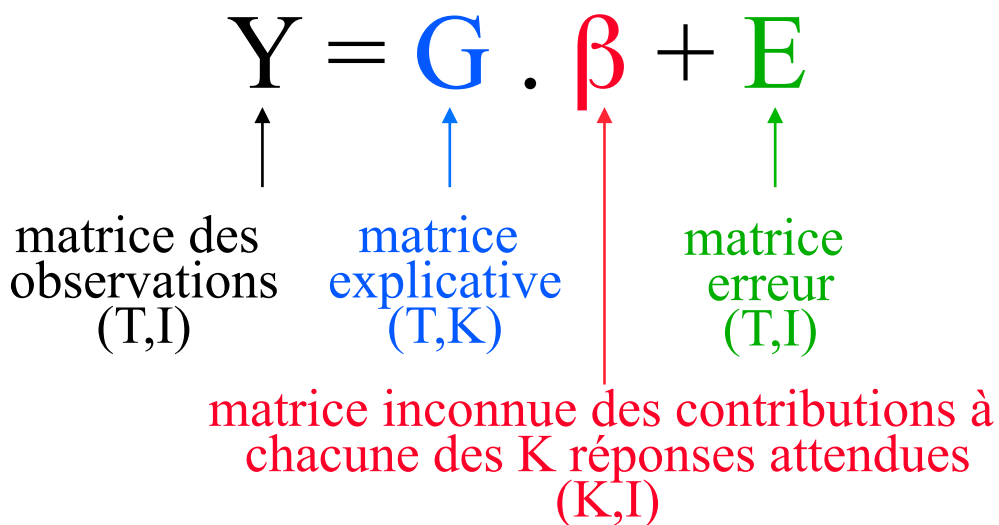 Y = G . β + E
matrice des
observations
(T,I)
matrice
explicative
(T,K)
matrice
erreur
(T,I)
matrice inconnue des contributions à
chacune des K réponses attendues
(K,I)